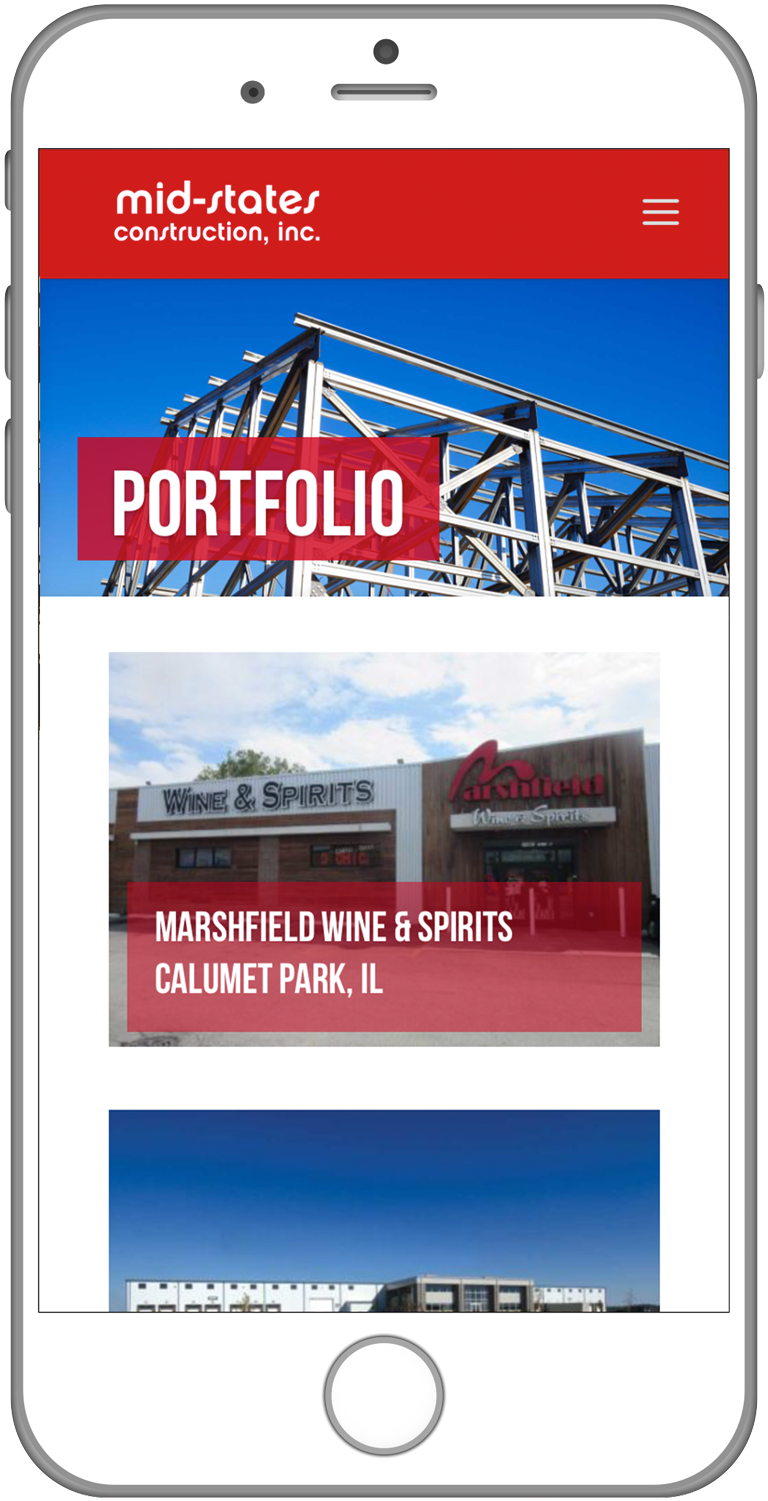 mid-states
construction, inc.
PORTFOLIO
WINE & SPIRITS
Marshfield
Wine & Spirits
MARSHFIELD WINE & SPIRITS
CALUMET PARK, IL